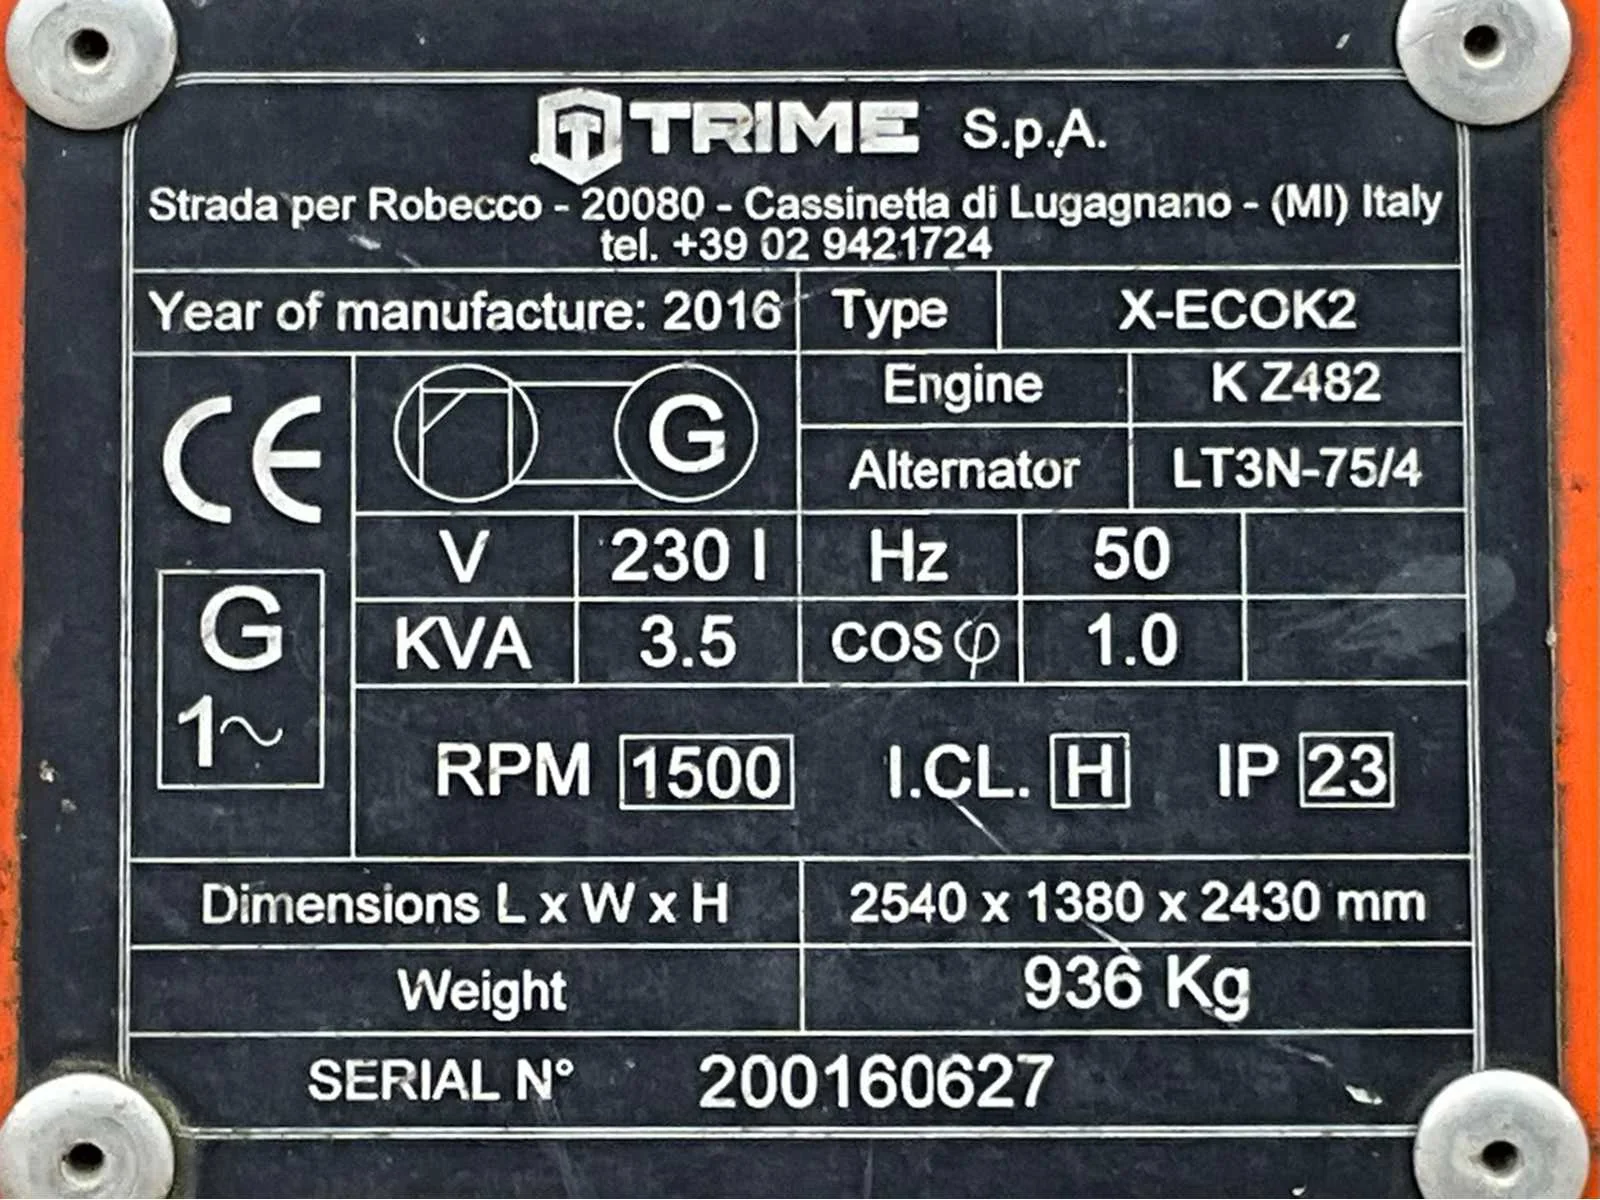 TRIME S.p.A.
Strada per Robecco - 20080 - Cassinetta di Lugagnano - (MI) Italy
tel. +39 02 9421724
Year of manufacture: 2016 Type X-ECOK2
CE G Engine K Z482
Alternator LT3N-75/4
V 230 I Hz 50
G KVA 3.5 cos φ 1.0
1~ RPM 1500 I.CL. H IP 23
Dimensions L x W x H 2540 x 1380 x 2430 mm
Weight 936 Kg
SERIAL N° 200160627